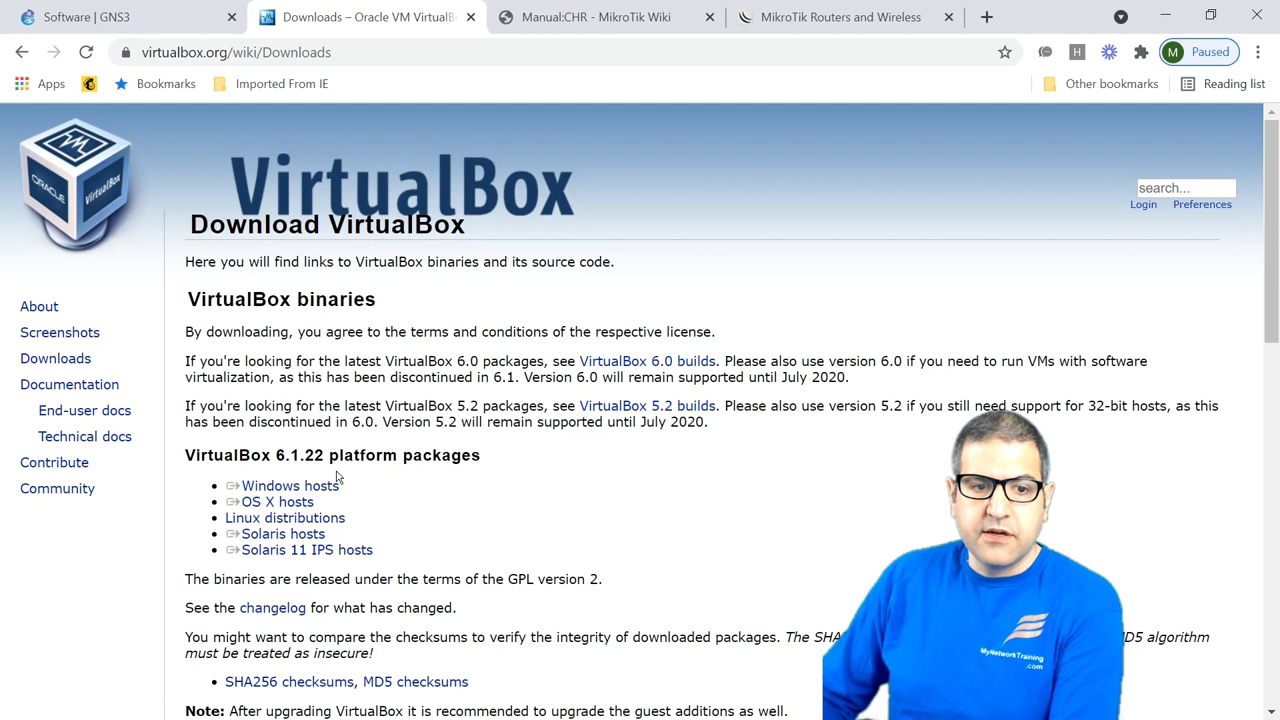 Software | GNS3
Downloads – Oracle VM VirtualB
Manual:CHR - MikroTik Wiki
MikroTik Routers and Wireless
virtualbox.org/wiki/Downloads
H
M
Paused
Apps
Bookmarks
Imported From IE
Other bookmarks
Reading list
ORACLE
VirtualBox
VirtualBox
search...
Login
Preferences
Download VirtualBox
Here you will find links to VirtualBox binaries and its source code.
About
Screenshots
Downloads
Documentation
End-user docs
Technical docs
Contribute
Community
VirtualBox binaries
By downloading, you agree to the terms and conditions of the respective license.
If you're looking for the latest VirtualBox 6.0 packages, see VirtualBox 6.0 builds. Please also use version 6.0 if you need to run VMs with software
virtualization, as this has been discontinued in 6.1. Version 6.0 will remain supported until July 2020.
If you're looking for the latest VirtualBox 5.2 packages, see VirtualBox 5.2 builds. Please also use version 5.2 if you still need support for 32-bit hosts, as this
has been discontinued in 6.0. Version 5.2 will remain supported until July 2020.
VirtualBox 6.1.22 platform packages
Windows hosts
OS X hosts
Linux distributions
Solaris hosts
Solaris 11 IPS hosts
The binaries are released under the terms of the GPL version 2.
See the changelog for what has changed.
You might want to compare the checksums to verify the integrity of downloaded packages. The SHA MD5 algorithm
must be treated as insecure!
SHA256 checksums, MD5 checksums
Note: After upgrading VirtualBox it is recommended to upgrade the guest additions as well.
MyNetworkTraining
.com